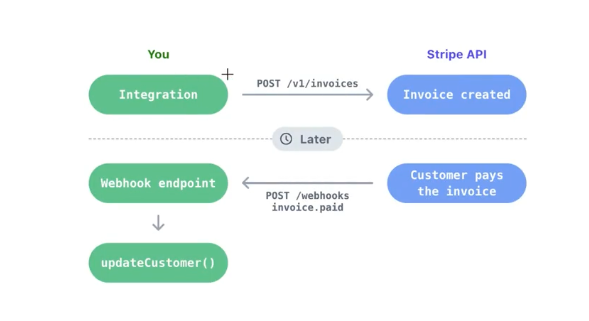 You
Stripe API
Integration
POST /v1/invoices
Invoice created
Later
Webhook endpoint
POST /webhooks
invoice.paid
Customer pays
the invoice
updateCustomer()